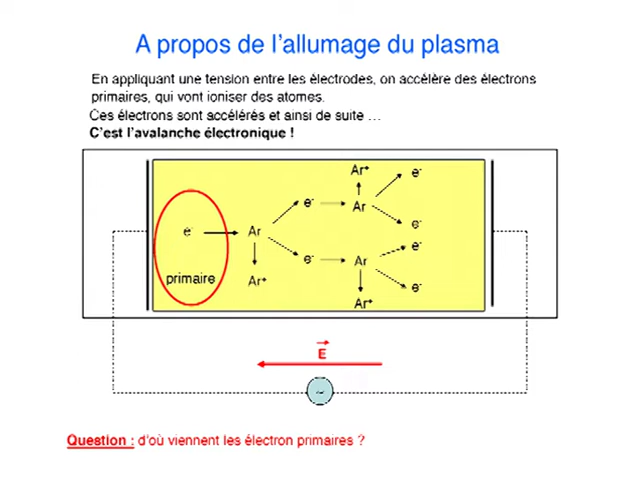 A propos de l'allumage du plasma
En appliquant une tension entre les électrodes, on accélère des électrons
primaires, qui vont ioniser des atomes.
Ces électrons sont accélérés et ainsi de suite …
C'est l'avalanche électronique !
Ar⁺ e⁻
e⁻ Ar
e⁻ Ar e⁻
e⁻
e⁻ Ar
primaire Ar⁺ e⁻
Ar⁺
E
~
Question : d'où viennent les électron primaires ?